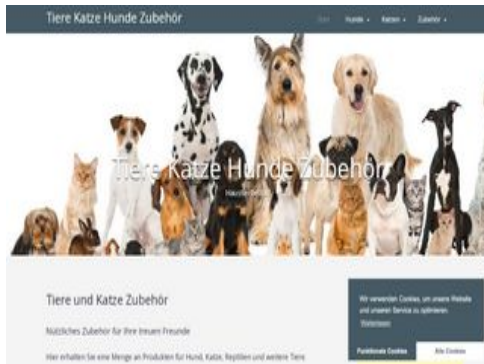 Tiere Katze Hunde Zubehör
Start Hunde Katzen Zubehör
Tiere Katze Hunde Zubehör
Tiere und Katze Zubehör
Nützliches Zubehör für Ihre treuen Freunde
Hier erhalten Sie eine Menge an Produkten für Hund, Katze, Reptilien und weitere Tiere
Wir verwenden Cookies, um unsere Website
und unseren Service zu optimieren.
Weiterlesen
Funktionale Cookies Alle Cookies